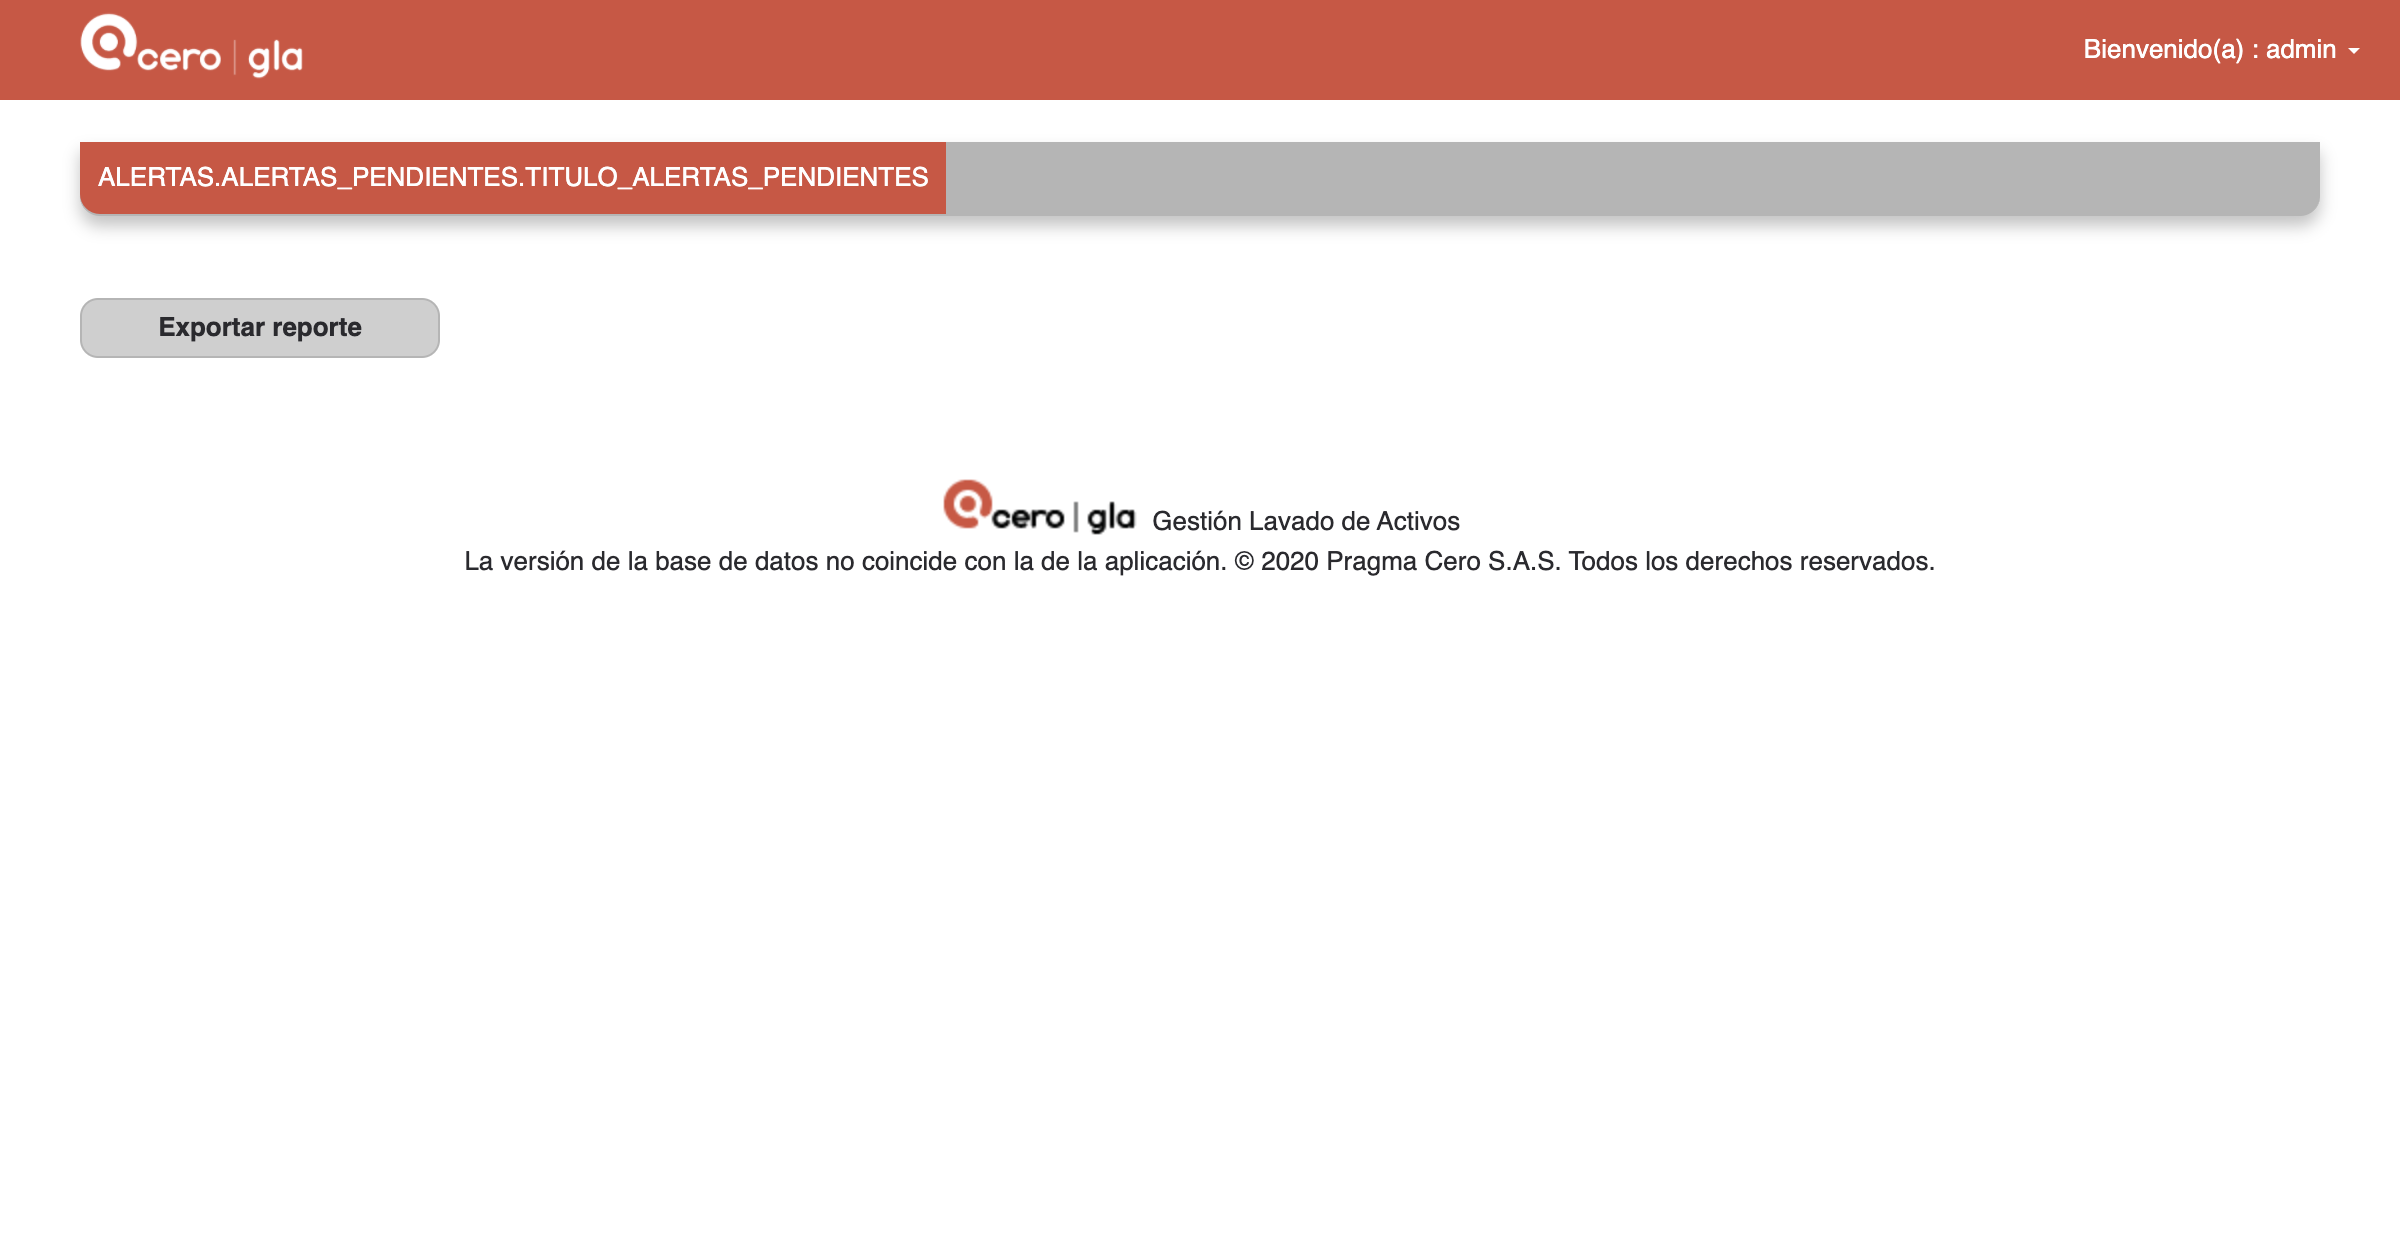 cero | gla
Bienvenido(a) : admin
ALERTAS.ALERTAS_PENDIENTES.TITULO_ALERTAS_PENDIENTES
Exportar reporte
cero | gla Gestión Lavado de Activos
La versión de la base de datos no coincide con la de la aplicación. © 2020 Pragma Cero S.A.S. Todos los derechos reservados.